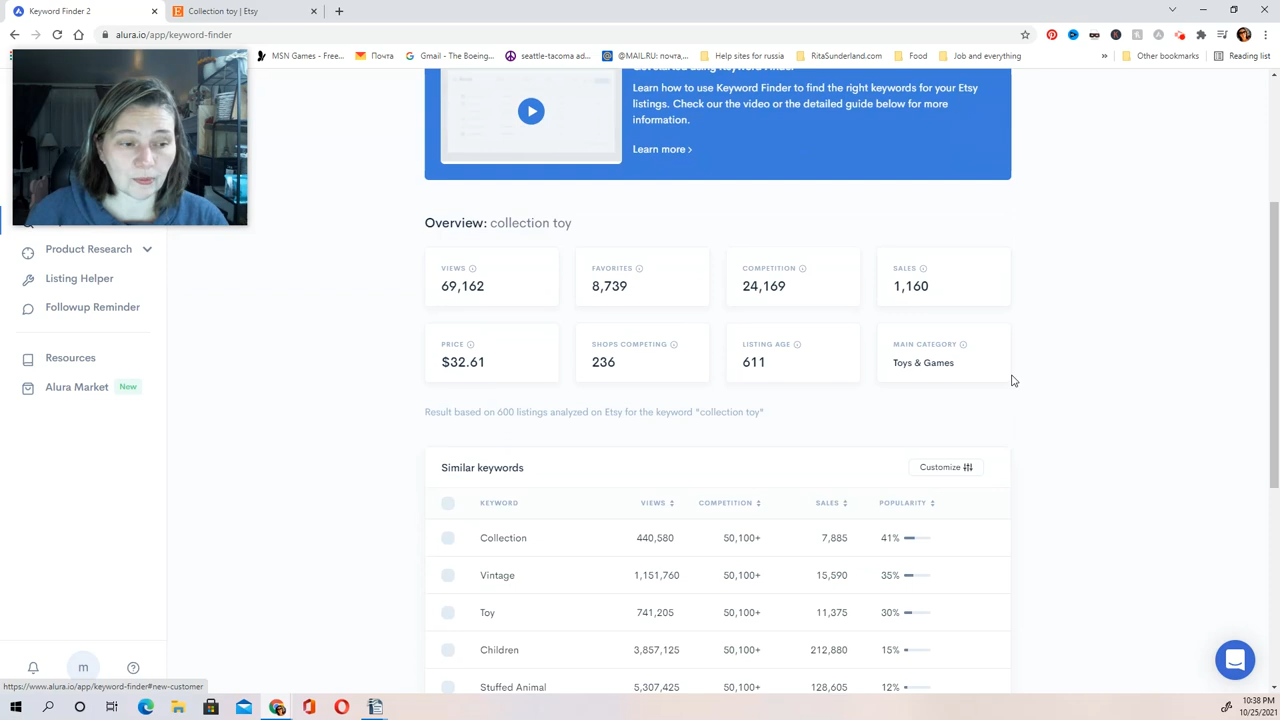 Keyword Finder 2
Collection toy | Etsy
alura.io/app/keyword-finder
MSN Games - Free...
Почта
Gmail - The Boeing...
seattle-tacoma ad...
@MAIL.RU: почта,...
Help sites for russia
RitaSunderland.com
Food
Job and everything
Other bookmarks
Reading list
Learn how to use Keyword Finder to find the right keywords for your Etsy
listings. Check our the video or the detailed guide below for more
information.
Learn more >
Product Research
Listing Helper
Followup Reminder
Resources
Alura Market New
Overview: collection toy
VIEWS
69,162
FAVORITES
8,739
COMPETITION
24,169
SALES
1,160
PRICE
$32.61
SHOPS COMPETING
236
LISTING AGE
611
MAIN CATEGORY
Toys & Games
Result based on 600 listings analyzed on Etsy for the keyword "collection toy"
Similar keywords
Customize
KEYWORD VIEWS COMPETITION SALES POPULARITY
Collection 440,580 50,100+ 7,885 41%
Vintage 1,151,760 50,100+ 15,590 35%
Toy 741,205 50,100+ 11,375 30%
Children 3,857,125 50,100+ 212,880 15%
Stuffed Animal 5,307,425 50,100+ 128,605 12%
m
https://www.alura.io/app/keyword-finder#new-customer
10:38 PM
10/25/2021